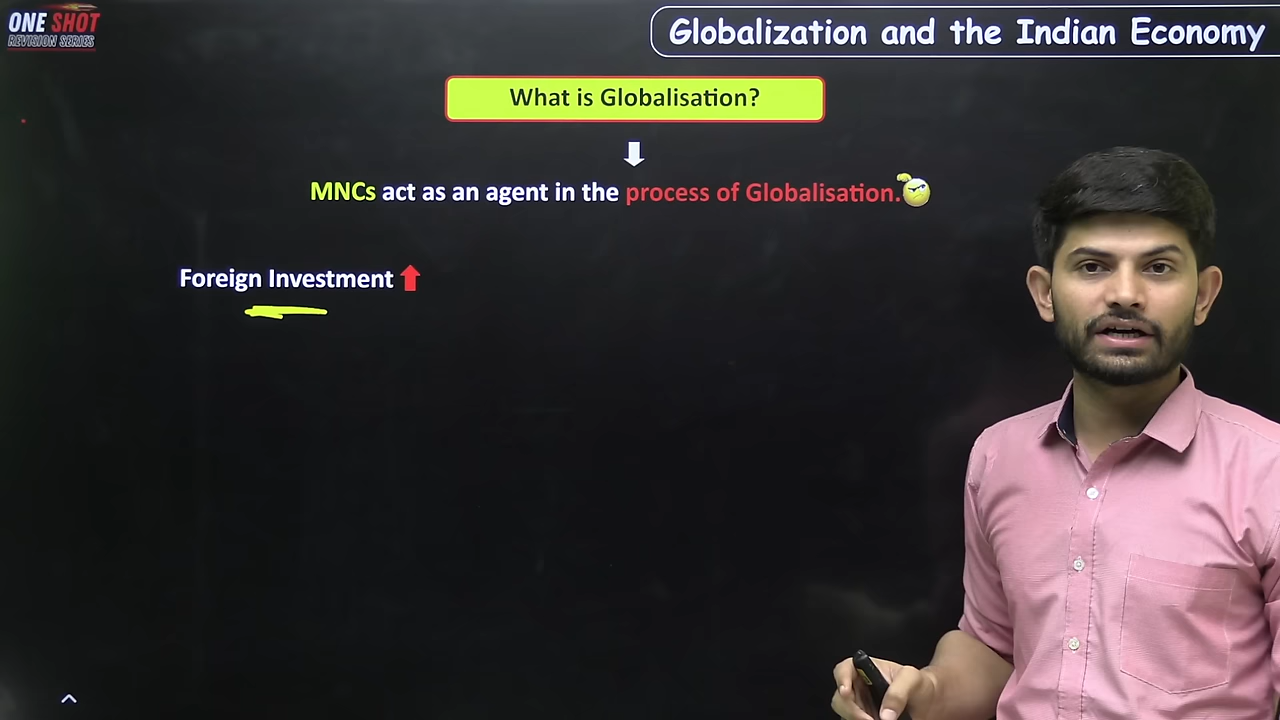 ONE SHOT
REVISION SERIES
Globalization and the Indian Economy
What is Globalisation?
MNCs act as an agent in the process of Globalisation.
Foreign Investment